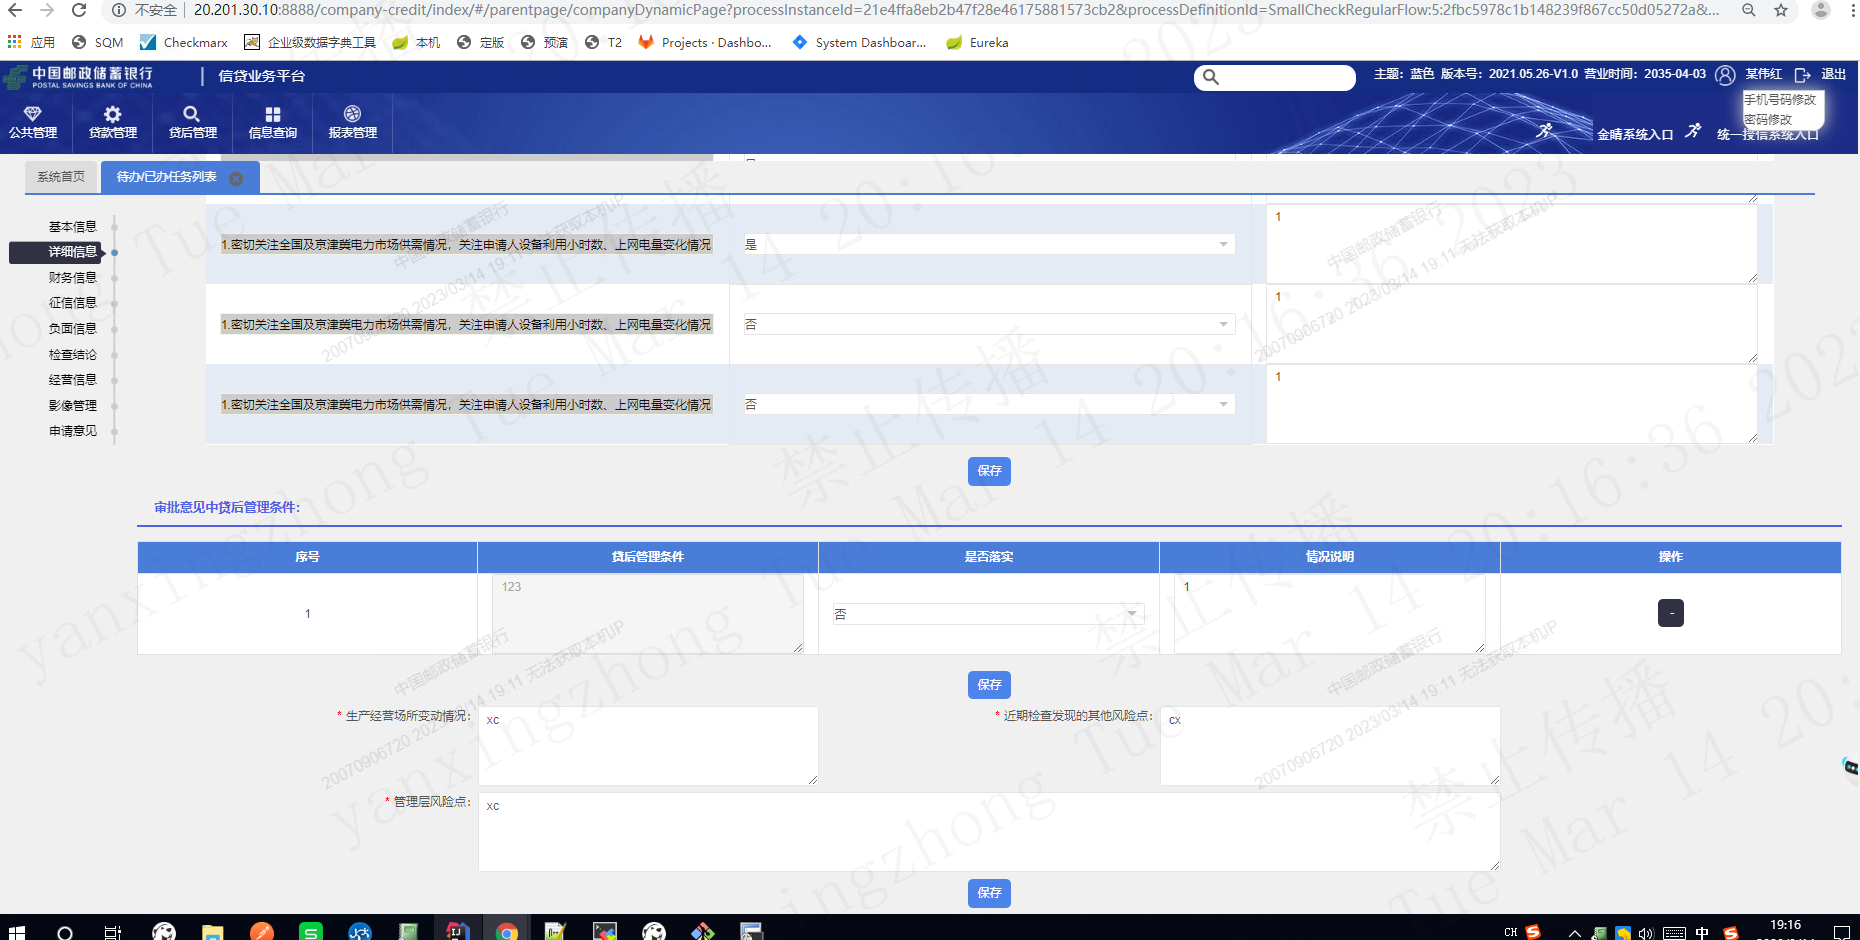 不安全 20.201.30.10:8888/company-credit/index/#/parentpage/companyDynamicPage?processInstanceId=21e4ffa8eb2b47f28e46175881573cb2&processDefinitionId=SmallCheckRegularFlow:5:2fbc5978c1b148239f867cc50d05272a&...
应用 SQM Checkmarx 企业级数据字典工具 本机 定版 预演 T2 Projects · Dashbo... System Dashboar... Eureka
中国邮政储蓄银行 信贷业务平台 主题: 蓝色 版本号: 2021.05.26-V1.0 营业时间: 2035-04-03 某伟红 退出
POSTAL SAVINGS BANK OF CHINA
手机号码修改
密码修改
公共管理 贷款管理 贷后管理 信息查询 报表管理 金睛系统入口 统一授信系统入口
系统首页 待办/已办任务列表
基本信息
详细信息
财务信息
征信信息
负面信息
检查结论
经营信息
影像管理
申请意见
1.密切关注全国及京津冀电力市场供需情况，关注申请人设备利用小时数、上网电量变化情况 是 1
1.密切关注全国及京津冀电力市场供需情况，关注申请人设备利用小时数、上网电量变化情况 否 1
1.密切关注全国及京津冀电力市场供需情况，关注申请人设备利用小时数、上网电量变化情况 否 1
保存
审批意见中贷后管理条件:
序号 贷后管理条件 是否落实 情况说明 操作
1 123 否 1 -
保存
* 生产经营场所变动情况: xc * 近期检查发现的其他风险点: cx
* 管理层风险点: xc
保存
中国邮政储蓄银行
20070906720 2023/03/14 19:11 无法获取本机IP
yanxingzhong Tue Mar 14 20:16:36 2023
禁止传播
CH 中 19:16